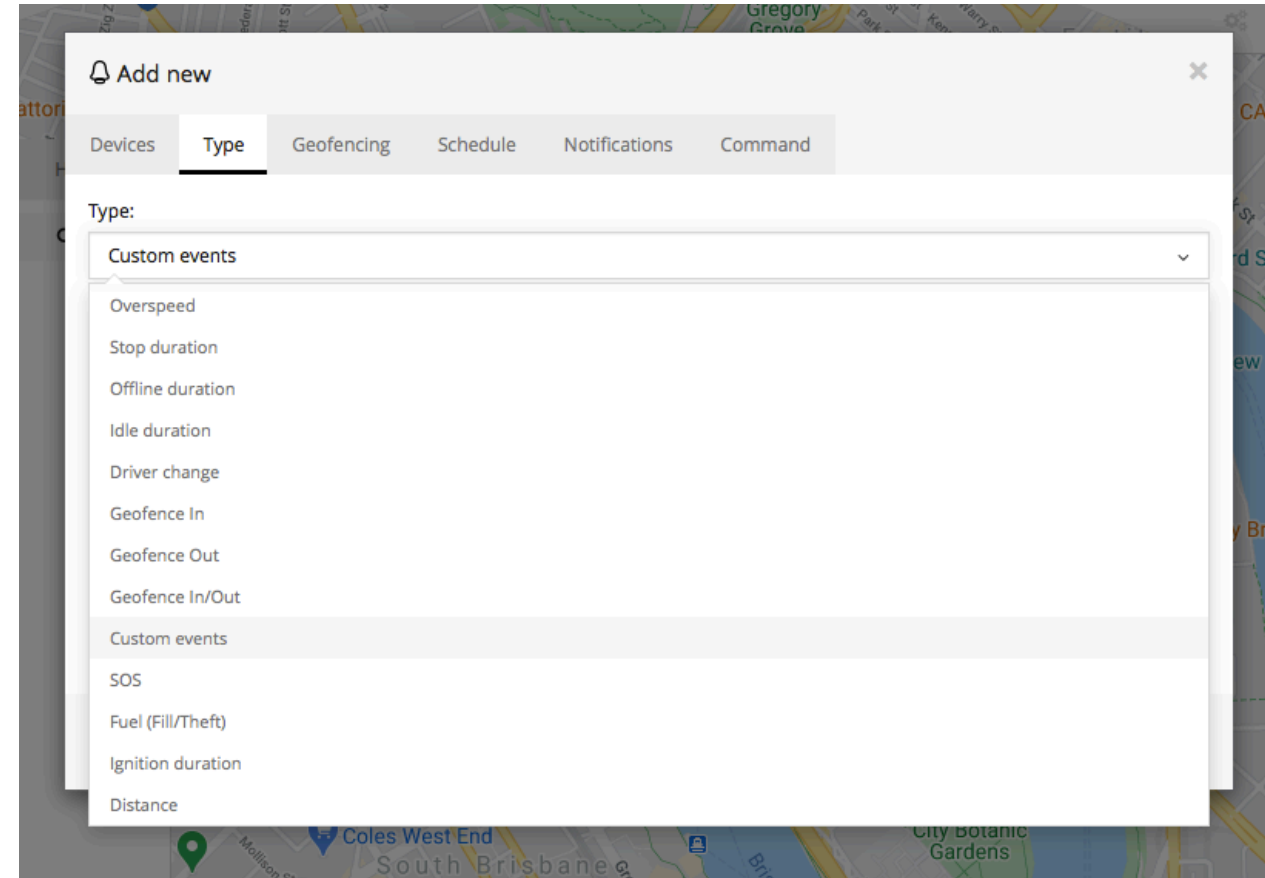 Gregory
Grove
Add new
Devices
Type
Geofencing
Schedule
Notifications
Command
Type:
Custom events
Overspeed
Stop duration
Offline duration
Idle duration
Driver change
Geofence In
Geofence Out
Geofence In/Out
Custom events
SOS
Fuel (Fill/Theft)
Ignition duration
Distance
Coles West End
South Brisbane
City Botanic
Gardens